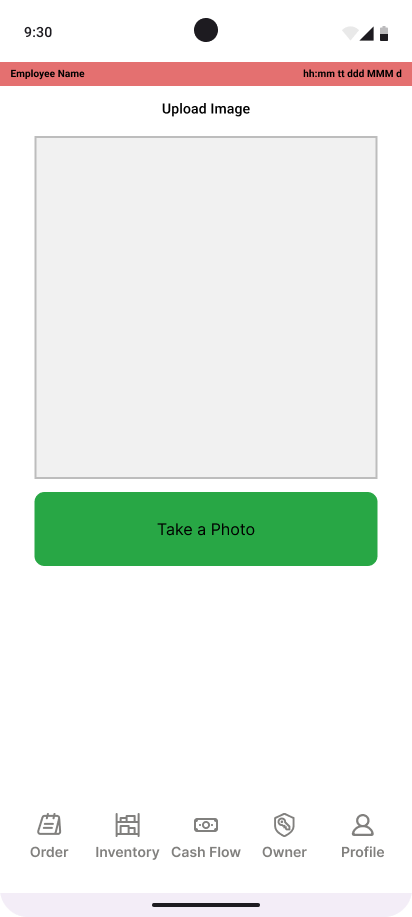 9:30
Employee Name hh:mm tt ddd MMM d
Upload Image
Take a Photo
Order Inventory Cash Flow Owner Profile